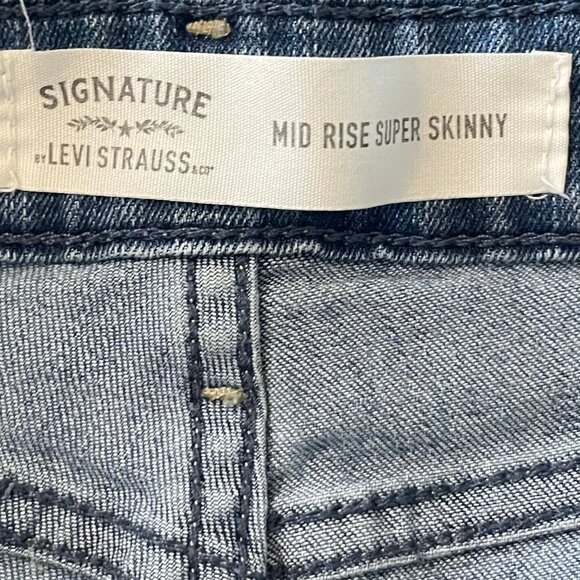 SIGNATURE
BY LEVI STRAUSS & CO
MID RISE SUPER SKINNY